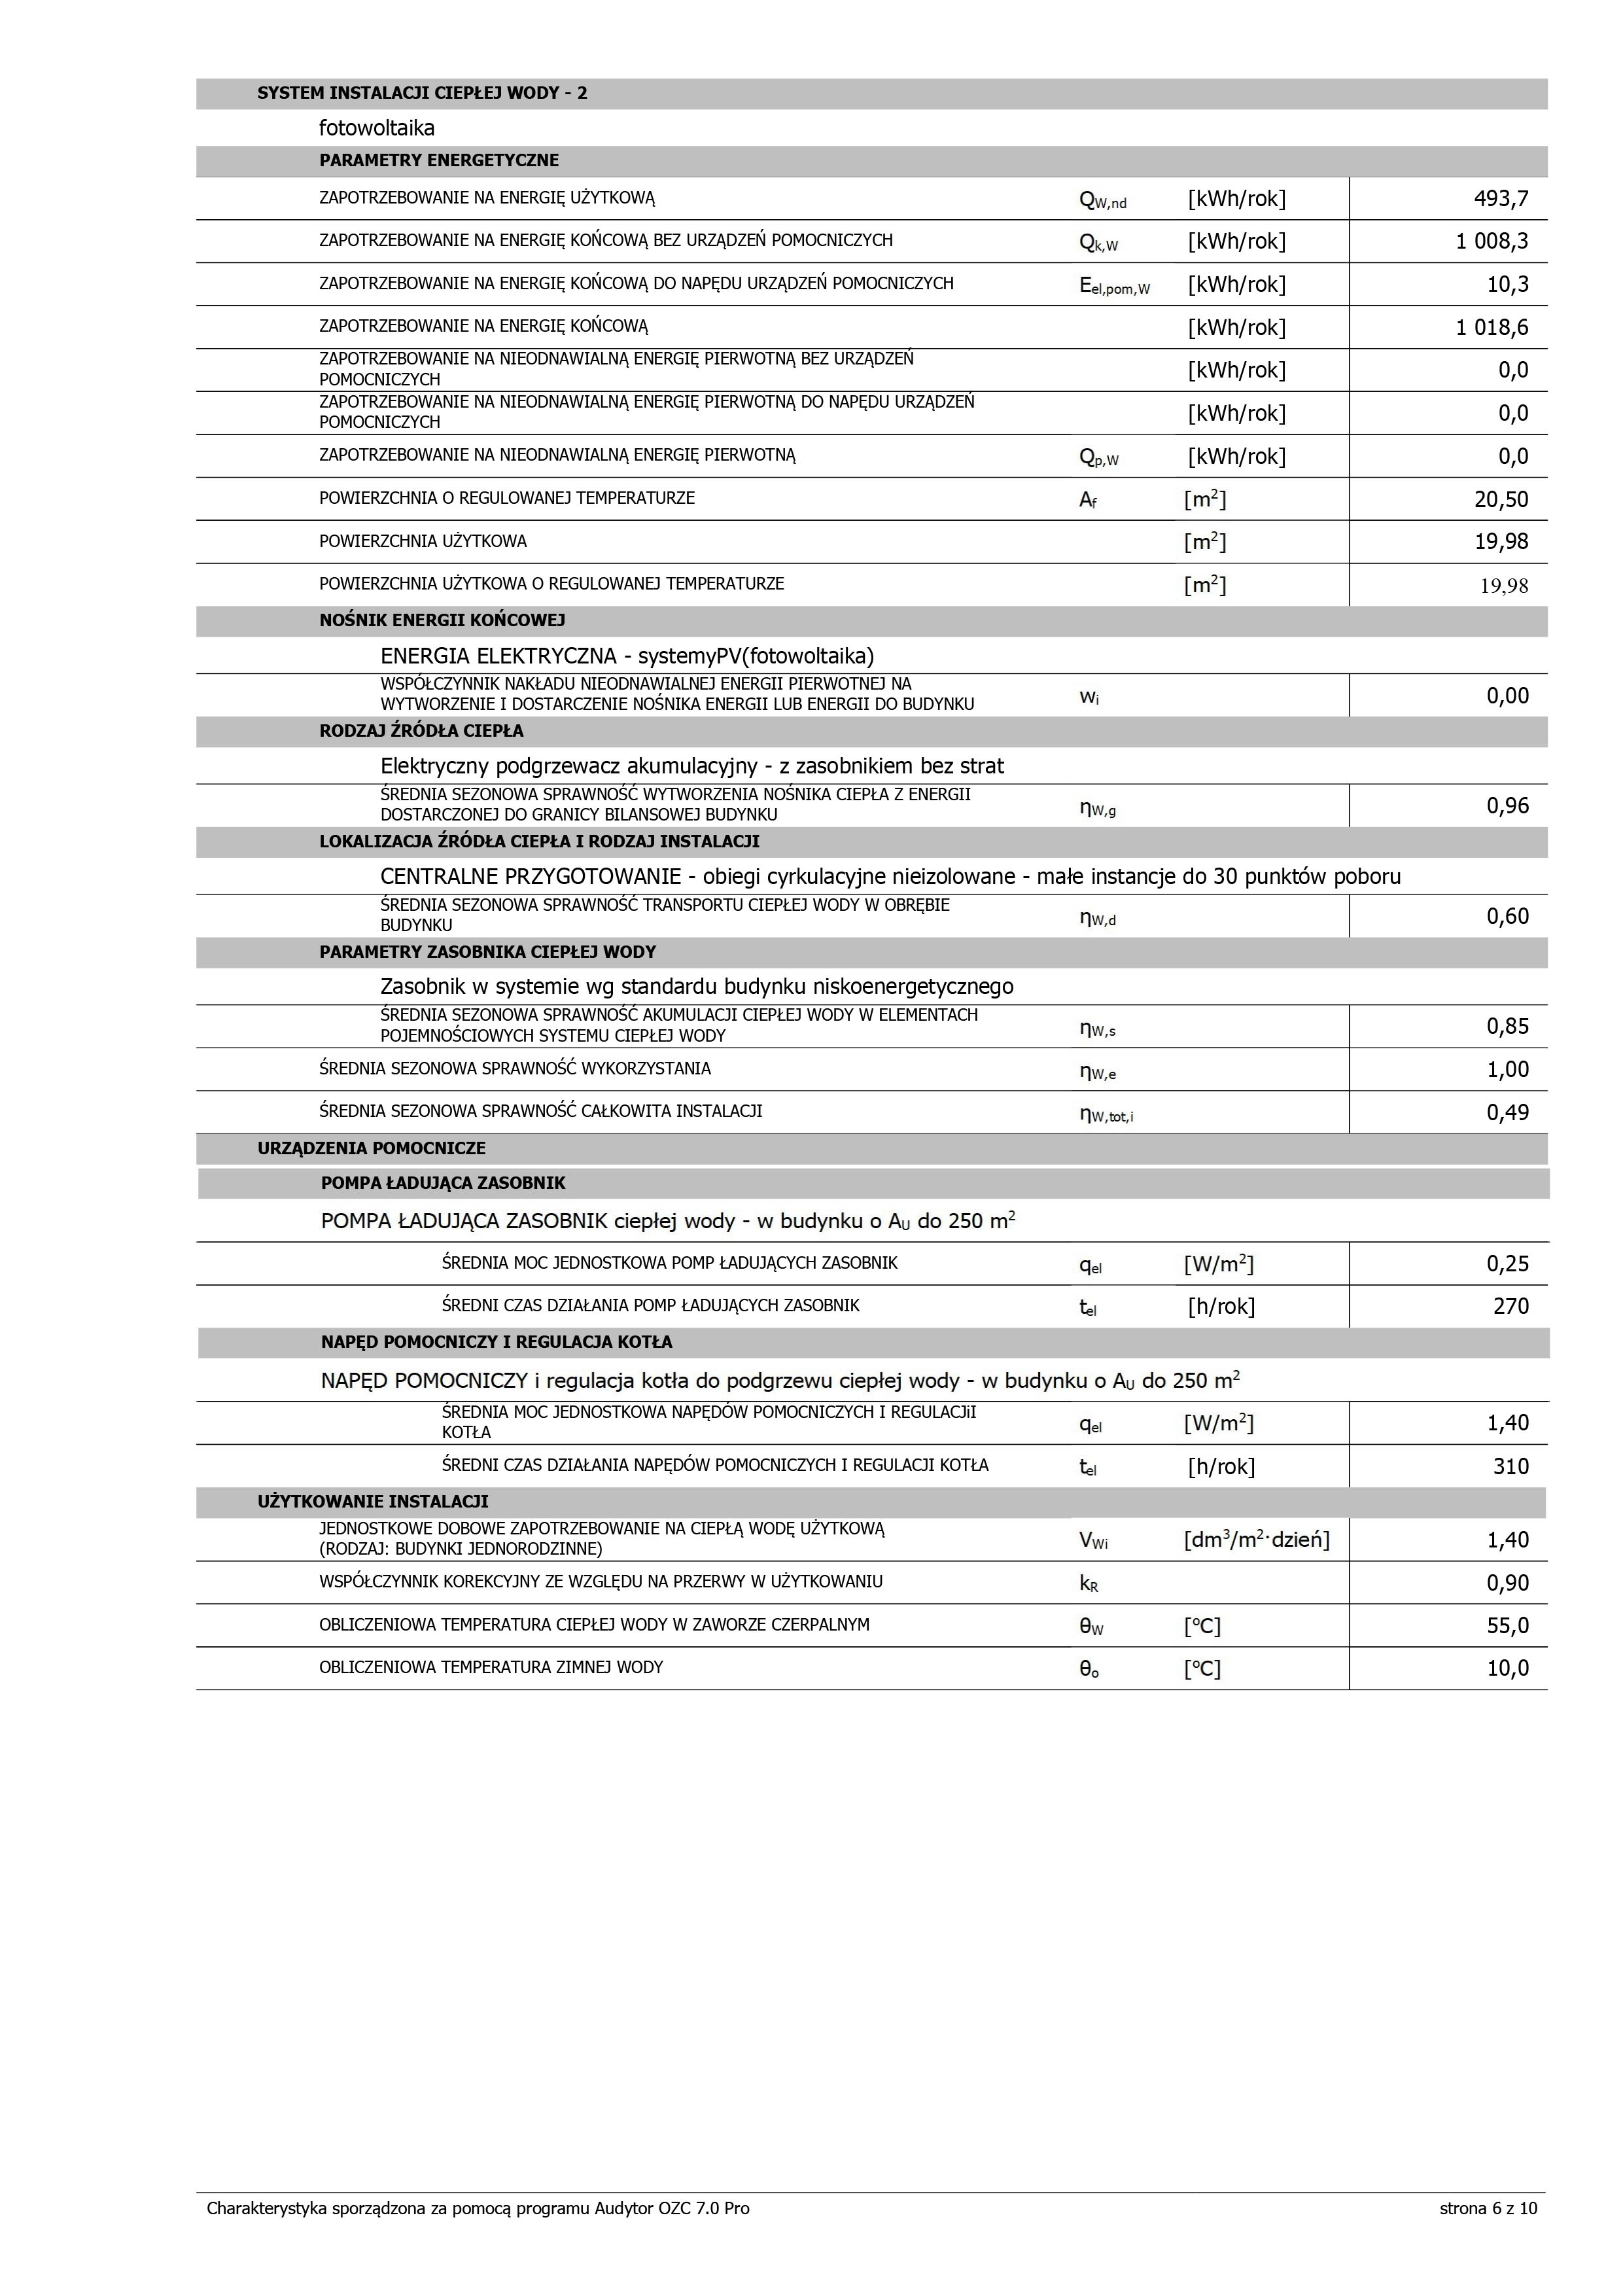 SYSTEM INSTALACJI CIEPŁEJ WODY - 2
fotowoltaika
PARAMETRY ENERGETYCZNE
ZAPOTRZEBOWANIE NA ENERGIĘ UŻYTKOWĄ QW,nd [kWh/rok] 493,7
ZAPOTRZEBOWANIE NA ENERGIĘ KOŃCOWĄ BEZ URZĄDZEŃ POMOCNICZYCH Qk,W [kWh/rok] 1 008,3
ZAPOTRZEBOWANIE NA ENERGIĘ KOŃCOWĄ DO NAPĘDU URZĄDZEŃ POMOCNICZYCH Eel,pom,W [kWh/rok] 10,3
ZAPOTRZEBOWANIE NA ENERGIĘ KOŃCOWĄ [kWh/rok] 1 018,6
ZAPOTRZEBOWANIE NA NIEODNAWIALNĄ ENERGIĘ PIERWOTNĄ BEZ URZĄDZEŃ
POMOCNICZYCH [kWh/rok] 0,0
ZAPOTRZEBOWANIE NA NIEODNAWIALNĄ ENERGIĘ PIERWOTNĄ DO NAPĘDU URZĄDZEŃ
POMOCNICZYCH [kWh/rok] 0,0
ZAPOTRZEBOWANIE NA NIEODNAWIALNĄ ENERGIĘ PIERWOTNĄ Qp,W [kWh/rok] 0,0
POWIERZCHNIA O REGULOWANEJ TEMPERATURZE Af [m²] 20,50
POWIERZCHNIA UŻYTKOWA [m²] 19,98
POWIERZCHNIA UŻYTKOWA O REGULOWANEJ TEMPERATURZE [m²] 19,98
NOŚNIK ENERGII KOŃCOWEJ
ENERGIA ELEKTRYCZNA - systemyPV(fotowoltaika)
WSPÓŁCZYNNIK NAKŁADU NIEODNAWIALNEJ ENERGII PIERWOTNEJ NA
WYTWORZENIE I DOSTARCZENIE NOŚNIKA ENERGII LUB ENERGII DO BUDYNKU wi 0,00
RODZAJ ŹRÓDŁA CIEPŁA
Elektryczny podgrzewacz akumulacyjny - z zasobnikiem bez strat
ŚREDNIA SEZONOWA SPRAWNOŚĆ WYTWORZENIA NOŚNIKA CIEPŁA Z ENERGII
DOSTARCZONEJ DO GRANICY BILANSOWEJ BUDYNKU ηW,g 0,96
LOKALIZACJA ŹRÓDŁA CIEPŁA I RODZAJ INSTALACJI
CENTRALNE PRZYGOTOWANIE - obiegi cyrkulacyjne nieizolowane - małe instancje do 30 punktów poboru
ŚREDNIA SEZONOWA SPRAWNOŚĆ TRANSPORTU CIEPŁEJ WODY W OBRĘBIE
BUDYNKU ηW,d 0,60
PARAMETRY ZASOBNIKA CIEPŁEJ WODY
Zasobnik w systemie wg standardu budynku niskoenergetycznego
ŚREDNIA SEZONOWA SPRAWNOŚĆ AKUMULACJI CIEPŁEJ WODY W ELEMENTACH
POJEMNOŚCIOWYCH SYSTEMU CIEPŁEJ WODY ηW,s 0,85
ŚREDNIA SEZONOWA SPRAWNOŚĆ WYKORZYSTANIA ηW,e 1,00
ŚREDNIA SEZONOWA SPRAWNOŚĆ CAŁKOWITA INSTALACJI ηW,tot,i 0,49
URZĄDZENIA POMOCNICZE
POMPA ŁADUJĄCA ZASOBNIK
POMPA ŁADUJĄCA ZASOBNIK ciepłej wody - w budynku o AU do 250 m²
ŚREDNIA MOC JEDNOSTKOWA POMP ŁADUJĄCYCH ZASOBNIK qel [W/m²] 0,25
ŚREDNI CZAS DZIAŁANIA POMP ŁADUJĄCYCH ZASOBNIK tel [h/rok] 270
NAPĘD POMOCNICZY I REGULACJA KOTŁA
NAPĘD POMOCNICZY i regulacja kotła do podgrzewu ciepłej wody - w budynku o AU do 250 m²
ŚREDNIA MOC JEDNOSTKOWA NAPĘDÓW POMOCNICZYCH I REGULACJiI
KOTŁA qel [W/m²] 1,40
ŚREDNI CZAS DZIAŁANIA NAPĘDÓW POMOCNICZYCH I REGULACJI KOTŁA tel [h/rok] 310
UŻYTKOWANIE INSTALACJI
JEDNOSTKOWE DOBOWE ZAPOTRZEBOWANIE NA CIEPŁĄ WODĘ UŻYTKOWĄ
(RODZAJ: BUDYNKI JEDNORODZINNE) VWi [dm³/m²·dzień] 1,40
WSPÓŁCZYNNIK KOREKCYJNY ZE WZGLĘDU NA PRZERWY W UŻYTKOWANIU kR 0,90
OBLICZENIOWA TEMPERATURA CIEPŁEJ WODY W ZAWORZE CZERPALNYM θW [°C] 55,0
OBLICZENIOWA TEMPERATURA ZIMNEJ WODY θo [°C] 10,0
Charakterystyka sporządzona za pomocą programu Audytor OZC 7.0 Pro strona 6 z 10